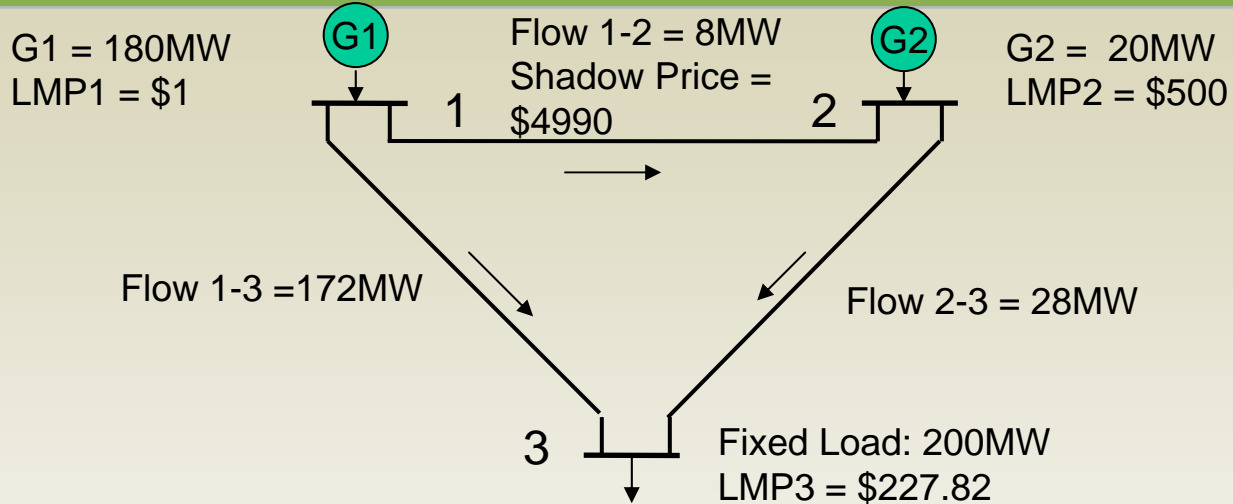 G1 = 180MW
LMP1 = $1
G1
Flow 1-2 = 8MW
Shadow Price =
$4990
G2
G2 =  20MW
LMP2 = $500
1
2
Flow 1-3 =172MW
Flow 2-3 = 28MW
3
Fixed Load: 200MW
LMP3 = $227.82